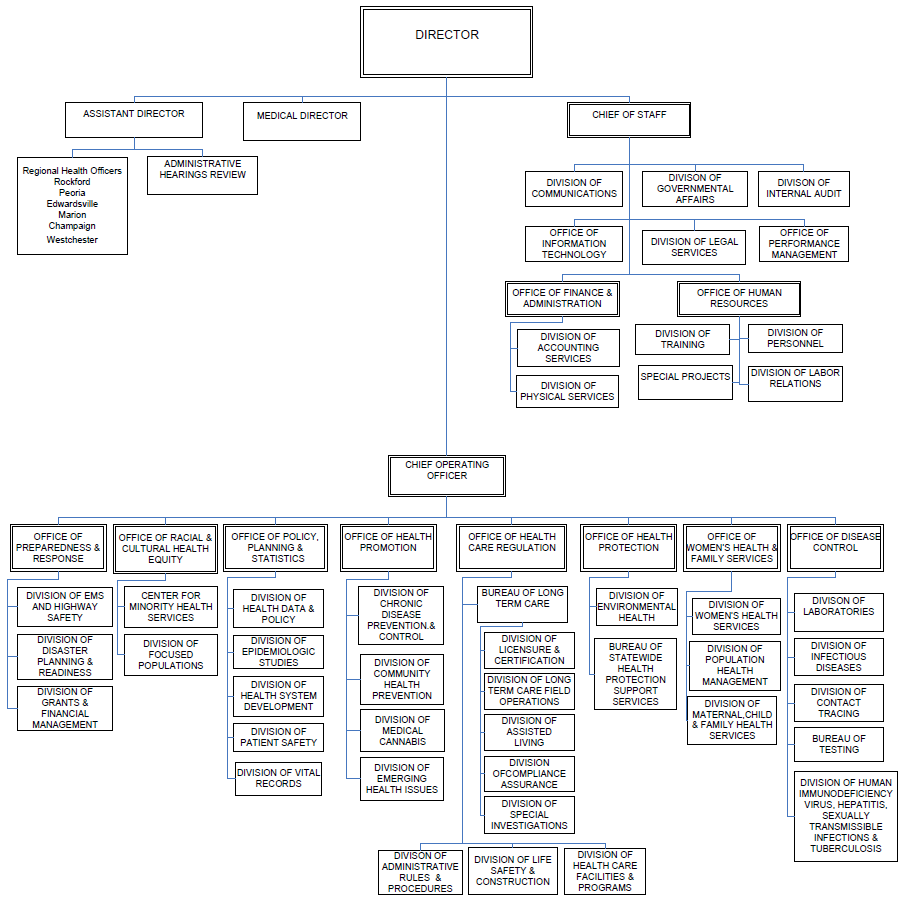 DIRECTOR
ASSISTANT DIRECTOR
MEDICAL DIRECTOR
CHIEF OF STAFF
Regional Health Officers
Rockford
Peoria
Edwardsville
Marion
Champaign
Westchester
ADMINISTRATIVE
HEARINGS REVIEW
DIVISION OF
COMMUNICATIONS
DIVISON OF
GOVERNMENTAL
AFFAIRS
DIVISON OF
INTERNAL AUDIT
OFFICE OF
INFORMATION
TECHNOLOGY
DIVISION OF LEGAL
SERVICES
OFFICE OF
PERFORMANCE
MANAGEMENT
OFFICE OF FINANCE &
ADMINISTRATION
OFFICE OF HUMAN
RESOURCES
DIVISION OF
ACCOUNTING
SERVICES
DIVISION OF
PHYSICAL SERVICES
DIVISION OF
TRAINING
DIVISION OF
PERSONNEL
SPECIAL PROJECTS
DIVISION OF LABOR
RELATIONS
CHIEF OPERATING
OFFICER
OFFICE OF
PREPAREDNESS &
RESPONSE
DIVISION OF EMS
AND HIGHWAY
SAFETY
DIVISION OF
DISASTER
PLANNING &
READINESS
DIVISION OF
GRANTS &
FINANCIAL
MANAGEMENT
OFFICE OF RACIAL &
CULTURAL HEALTH
EQUITY
CENTER FOR
MINORITY HEALTH
SERVICES
DIVISION OF
FOCUSED
POPULATIONS
OFFICE OF POLICY,
PLANNING &
STATISTICS
DIVISION OF
HEALTH DATA &
POLICY
DIVISION OF
EPIDEMIOLOGIC
STUDIES
DIVISION OF
HEALTH SYSTEM
DEVELOPMENT
DIVISION OF
PATIENT SAFETY
DIVISION OF VITAL
RECORDS
OFFICE OF HEALTH
PROMOTION
DIVISION OF
CHRONIC
DISEASE
PREVENTION.&
CONTROL
DIVISION OF
COMMUNITY
HEALTH
PREVENTION
DIVISION OF
MEDICAL
CANNABIS
DIVISION OF
EMERGING
HEALTH ISSUES
OFFICE OF HEALTH
CARE REGULATION
BUREAU OF LONG
TERM CARE
DIVISION OF
LICENSURE &
CERTIFICATION
DIVISION OF LONG
TERM CARE FIELD
OPERATIONS
DIVISION OF
ASSISTED
LIVING
DIVISION
OFCOMPLIANCE
ASSURANCE
DIVISION OF
SPECIAL
INVESTIGATIONS
DIVISON OF
ADMINISTRATIVE
RULES &
PROCEDURES
DIVISION OF LIFE
SAFETY &
CONSTRUCTION
DIVISION OF
HEALTH CARE
FACILITIES &
PROGRAMS
OFFICE OF HEALTH
PROTECTION
DIVISION OF
ENVIRONMENTAL
HEALTH
BUREAU OF
STATEWIDE
HEALTH
PROTECTION
SUPPORT
SERVICES
OFFICE OF
WOMEN'S HEALTH &
FAMILY SERVICES
DIVISION OF
WOMEN'S HEALTH
SERVICES
DIVISION OF
POPULATION
HEALTH
MANAGEMENT
DIVISION OF
MATERNAL,CHILD
& FAMILY HEALTH
SERVICES
OFFICE OF DISEASE
CONTROL
DIVISON OF
LABORATORIES
DIVISION OF
INFECTIOUS
DISEASES
DIVISION OF
CONTACT
TRACING
BUREAU OF
TESTING
DIVISION OF HUMAN
IMMUNODEFICIENCY
VIRUS, HEPATITIS,
SEXUALLY
TRANSMISSIBLE
INFECTIONS &
TUBERCULOSIS